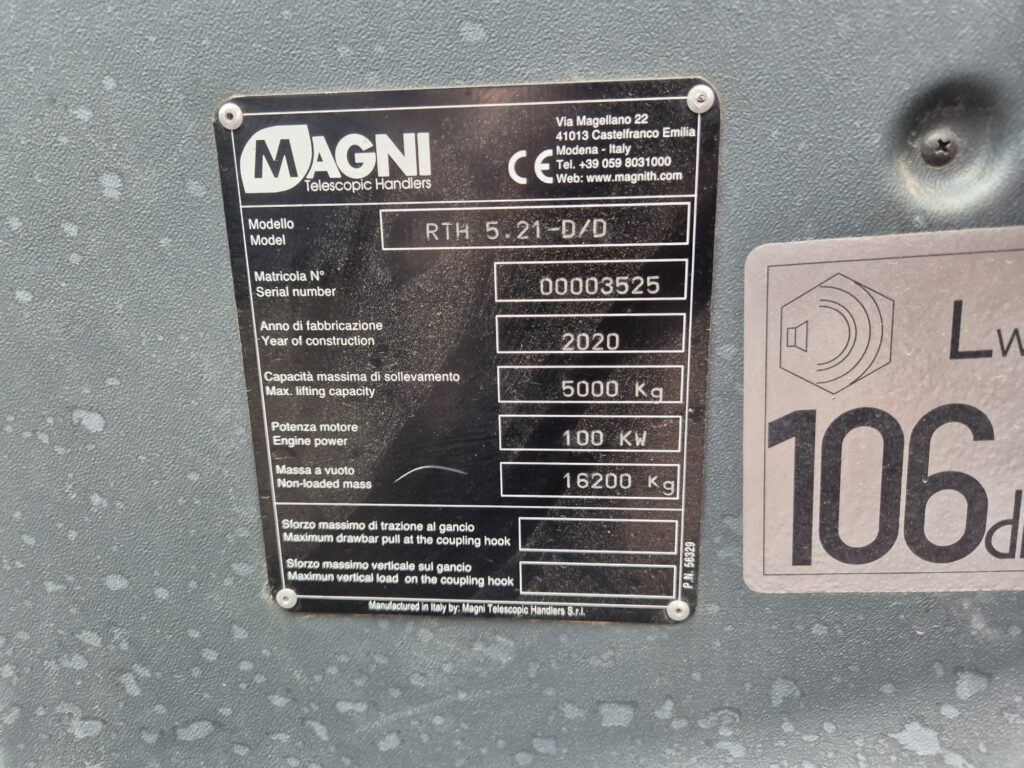 MAGNI
Telescopic Handlers
CE
Via Magellano 22
41013 Castelfranco Emilia
Modena - Italy
Tel. +39 059 8031000
Web: www.magnith.com
Modello
Model
RTH 5.21-D/D
Matricola N°
Serial number
00003525
Anno di fabbricazione
Year of construction
2020
Capacità massima di sollevamento
Max. lifting capacity
5000 Kg
Potenza motore
Engine power
100 KW
Massa a vuoto
Non-loaded mass
16200 Kg
Sforzo massimo di trazione al gancio
Maximum drawbar pull at the coupling hook
Sforzo massimo verticale sul gancio
Maximun vertical load on the coupling hook
P.N. 56329
Manufactured in Italy by: Magni Telescopic Handlers S.r.l.
LW
106